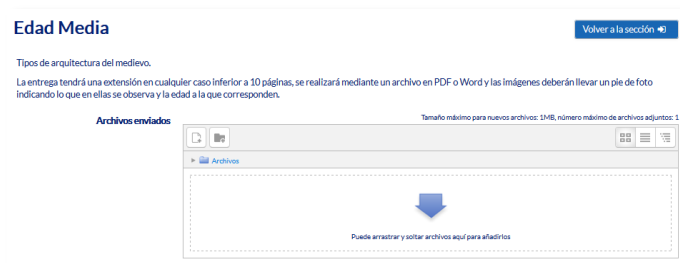 Edad Media
Volver a la sección
Tipos de arquitectura del medievo.
La entrega tendrá una extensión en cualquier caso inferior a 10 páginas, se realizará mediante un archivo en PDF o Word y las imágenes deberán llevar un pie de foto
indicando lo que en ellas se observa y la edad a la que corresponden.
Archivos enviados
Tamaño máximo para nuevos archivos: 1MB, número máximo de archivos adjuntos: 1
Archivos
Puede arrastrar y soltar archivos aquí para añadirlos